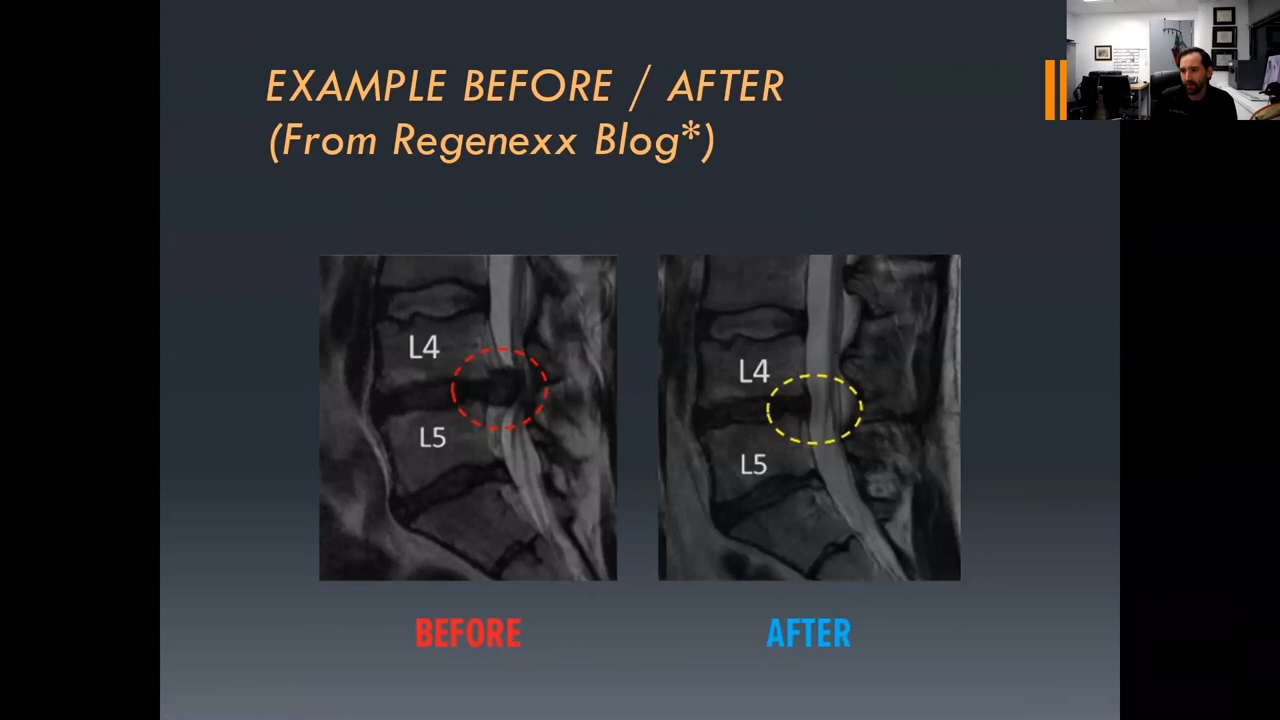 EXAMPLE BEFORE / AFTER
(From Regenexx Blog*)
L4
L5
L4
L5
BEFORE
AFTER